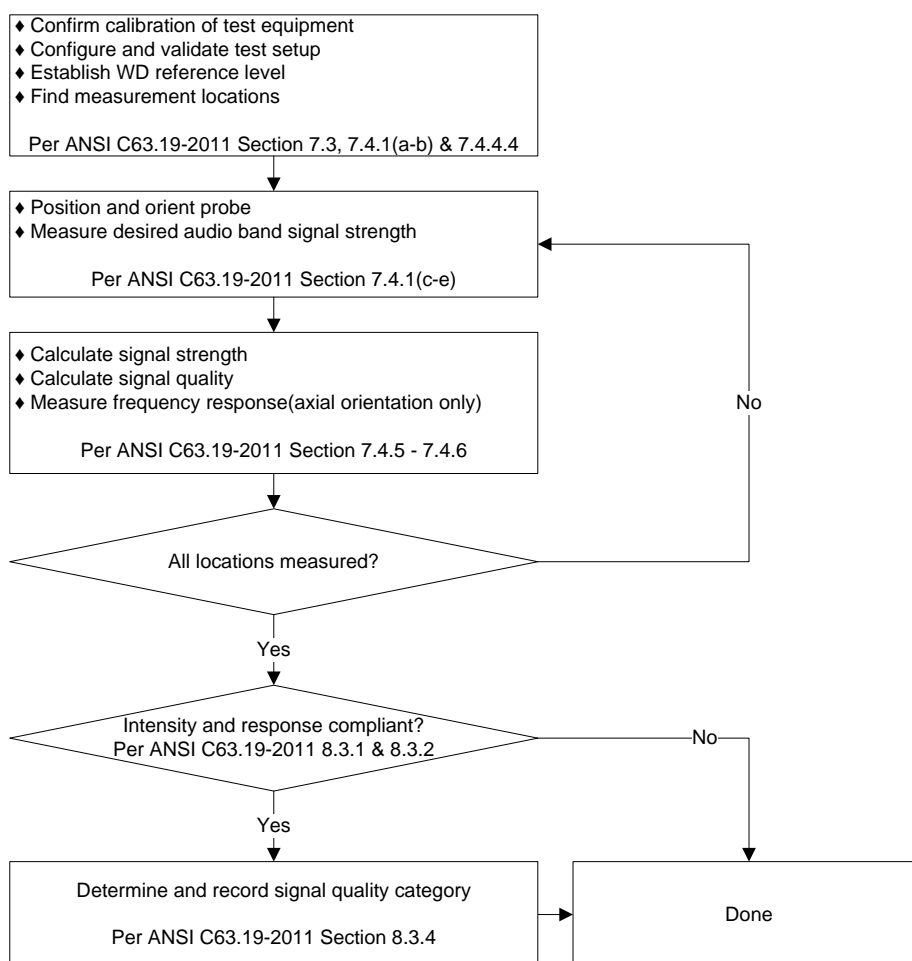 ♦ Confirm calibration of test equipment
♦ Configure and validate test setup
♦ Establish WD reference level
♦ Find measurement locations
Per ANSI C63.19-2011 Section 7.3, 7.4.1(a-b) & 7.4.4.4
♦ Position and orient probe
♦ Measure desired audio band signal strength
Per ANSI C63.19-2011 Section 7.4.1(c-e)
♦ Calculate signal strength
♦ Calculate signal quality
♦ Measure frequency response(axial orientation only)
Per ANSI C63.19-2011 Section 7.4.5 - 7.4.6
No
All locations measured?
Yes
Intensity and response compliant?
Per ANSI C63.19-2011 8.3.1 & 8.3.2
No
Yes
Determine and record signal quality category
Per ANSI C63.19-2011 Section 8.3.4
Done